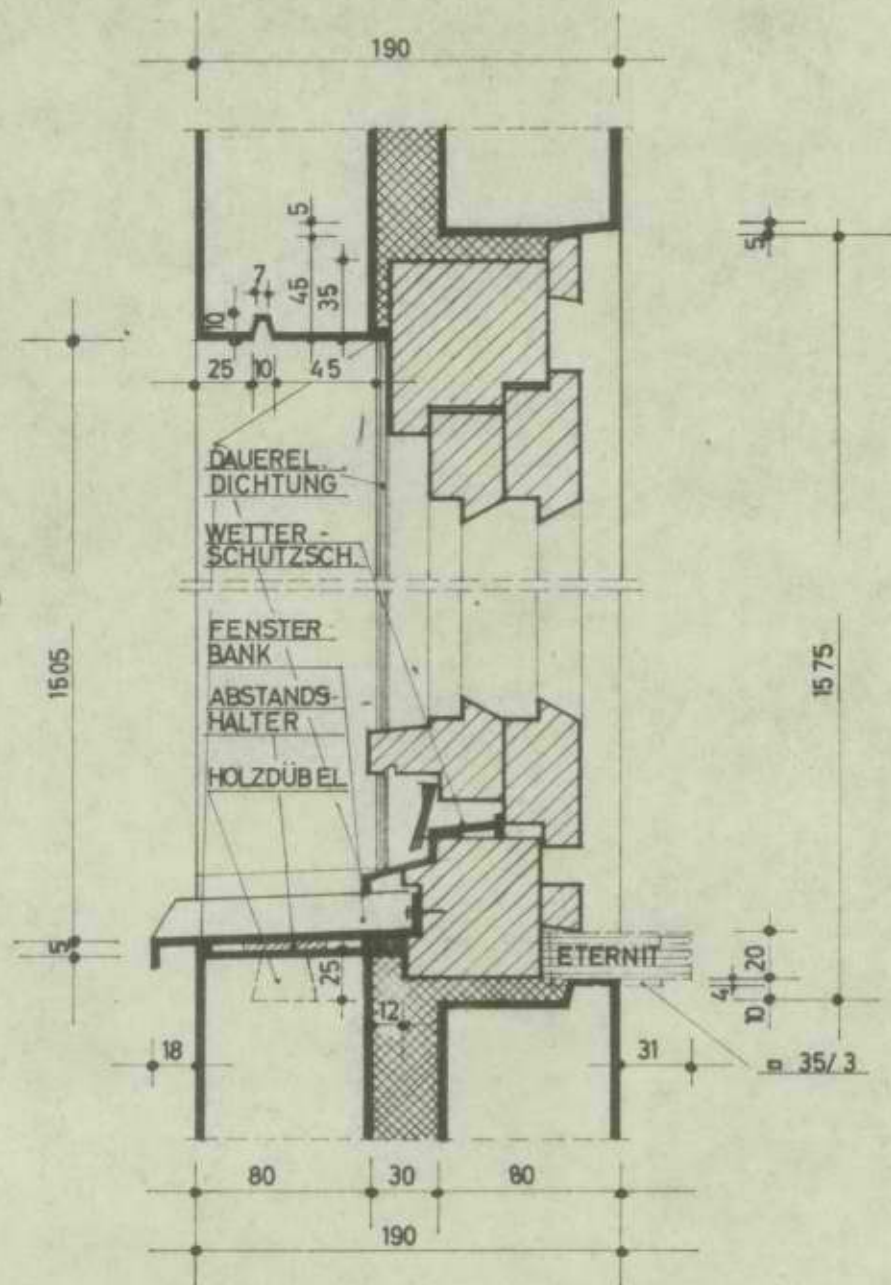 190
5
45
35
7
10
25 10 45
5
DAUEREL.
DICHTUNG
WETTER -
SCHUTZSCH.
FENSTER -
BANK
ABSTANDS-
HALTER
HOLZDÜBEL
1505
1575
5
25
12
ETERNIT
20
4
10
18
31
35/3
80 30 80
190